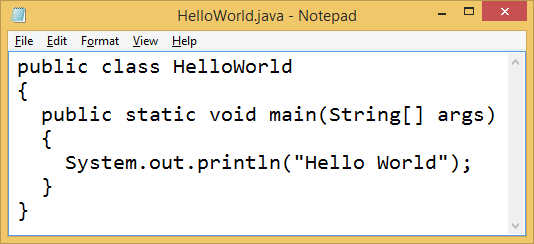 HelloWorld.java - Notepad
File Edit Format View Help
public class HelloWorld
{
  public static void main(String[] args)
  {
    System.out.println("Hello World");
  }
}